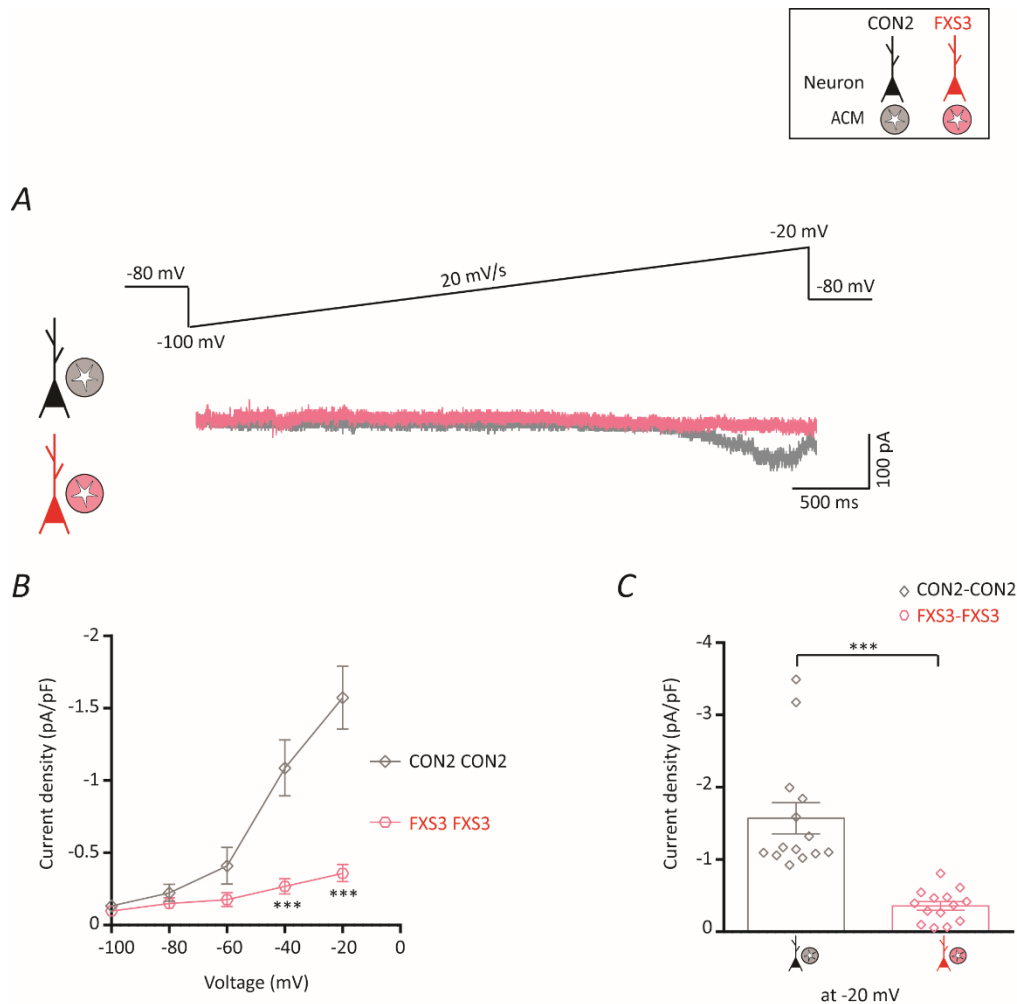 CON2 FXS3
Neuron
ACM
A
-20 mV
-80 mV
20 mV/s
-80 mV
-100 mV
100 pA
500 ms
B
C
CON2-CON2
FXS3-FXS3
-2
-1.5
-1
-0.5
0
Current density (pA/pF)
CON2 CON2
FXS3 FXS3
*** ***
-100 -80 -60 -40 -20 0
Voltage (mV)
-4
-3
-2
-1
0
Current density (pA/pF)
***
at -20 mV